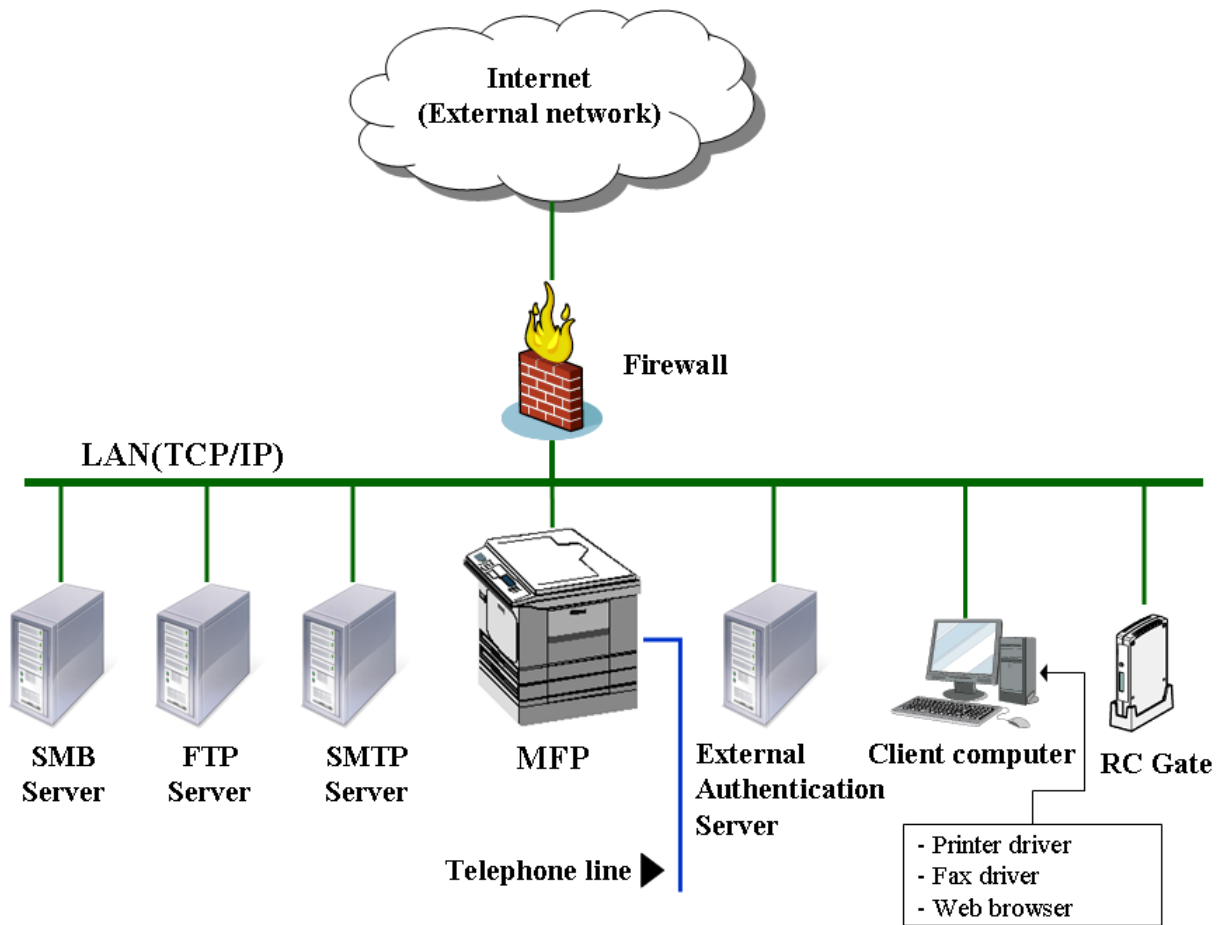 Internet
(External network)
Firewall
LAN(TCP/IP)
SMB
Server
FTP
Server
SMTP
Server
MFP
External
Authentication
Server
Client computer
RC Gate
Telephone line
- Printer driver
- Fax driver
- Web browser